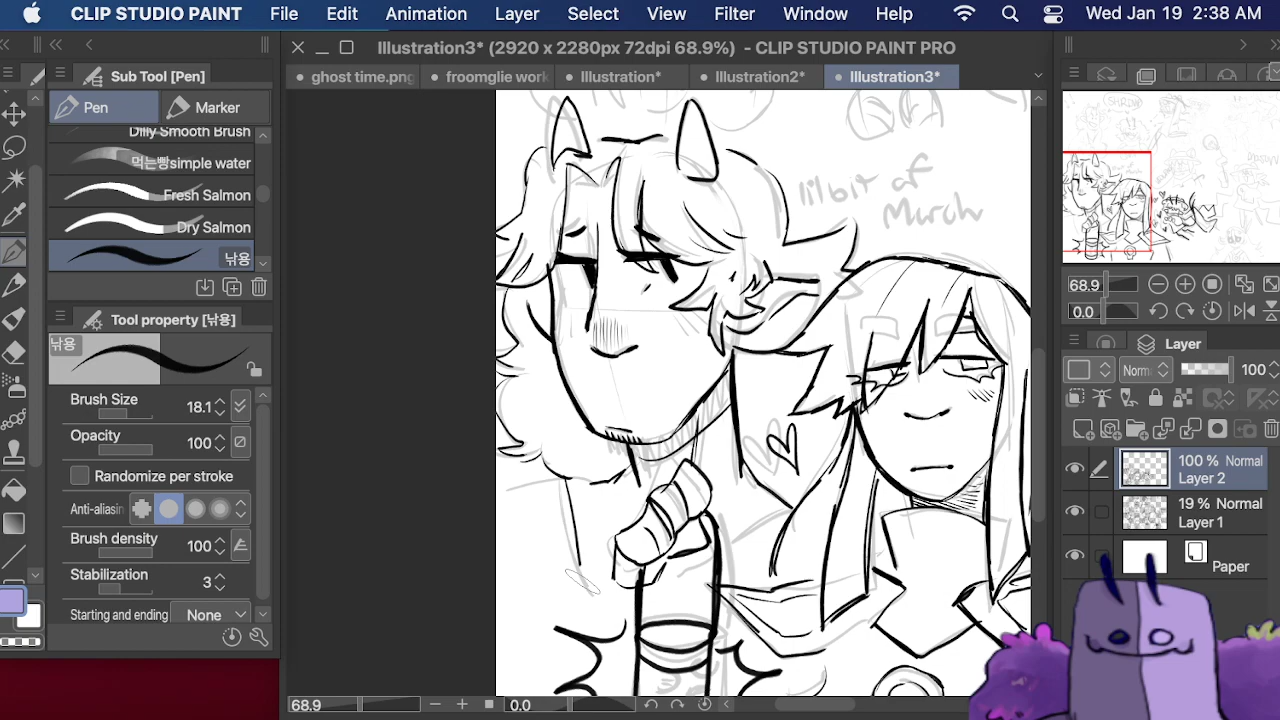 CLIP STUDIO PAINT File Edit Animation Layer Select View Filter Window Help Wed Jan 19 2:38 AM
Illustration3* (2920 x 2280px 72dpi 68.9%) - CLIP STUDIO PAINT PRO
Sub Tool [Pen]
ghost time.png froomglie work Illustration* Illustration2* Illustration3*
Pen Marker
Dilly Smooth Brush
먹는빵simple water
Fresh Salmon
Dry Salmon
낚용
Tool property [낚용]
낚용
Brush Size 18.1
Opacity 100
Randomize per stroke
Anti-aliasin
Brush density 100
Stabilization 3
Starting and ending None
lil bit of
March
68.9
0.0
Layer
Norm 100
100 % Normal
Layer 2
19 % Normal
Layer 1
Paper
68.9 0.0